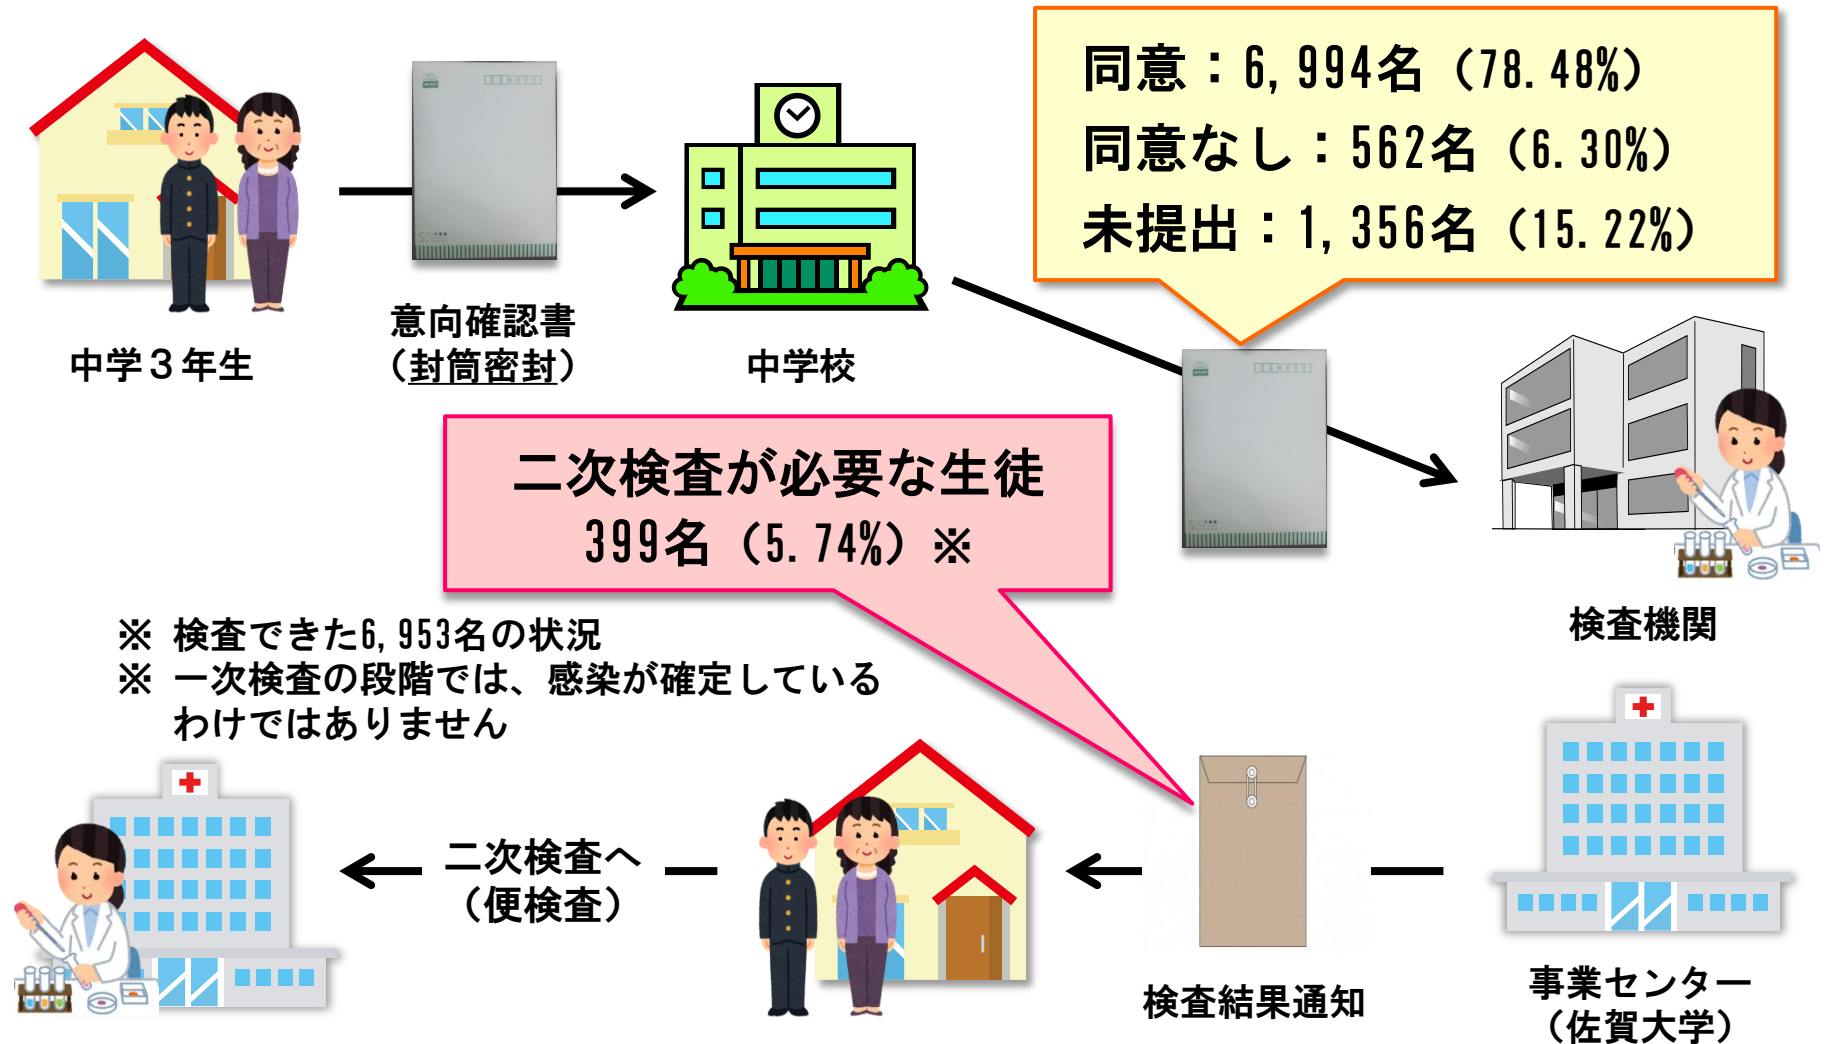 同意：6,994名（78.48%）
同意なし：562名（6.30%）
未提出：1,356名（15.22%）
中学３年生
意向確認書
（封筒密封）
中学校
二次検査が必要な生徒
399名（5.74%）※
検査機関
※ 検査できた6,953名の状況
※ 一次検査の段階では、感染が確定している
わけではありません
二次検査へ
（便検査）
検査結果通知
事業センター
（佐賀大学）